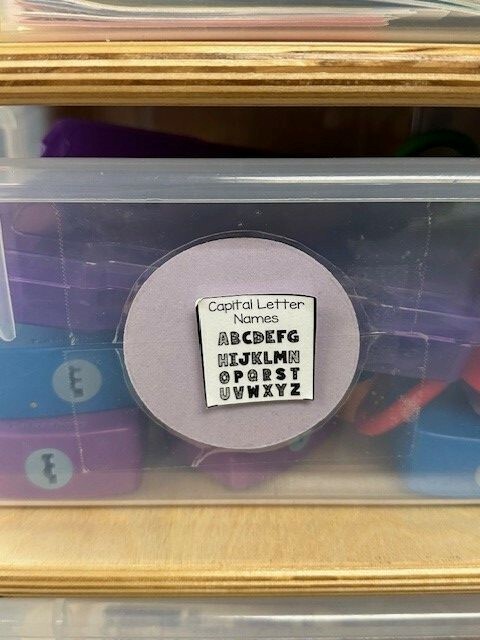 Capital Letter
Names
ABCDEFG
HIJKLMN
OPQRST
UVWXYZ